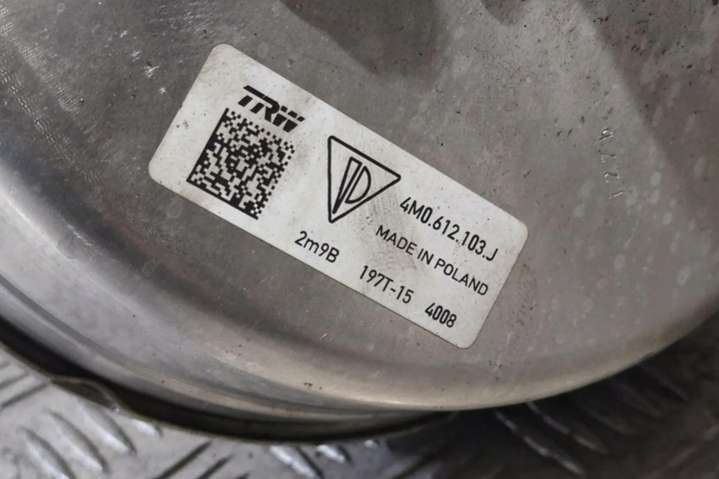 TRW
4M0.612.103.J
MADE IN POLAND
2m9B 197T-15 4008